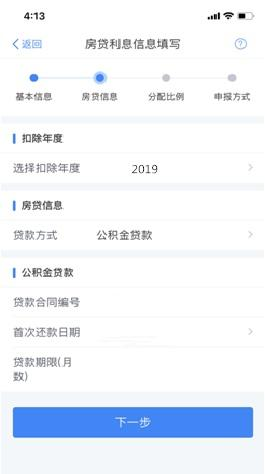 4:13
返回
房贷利息信息填写
?
基本信息 房贷信息 分配比例 申报方式
扣除年度
选择扣除年度 2019
房贷信息
贷款方式 公积金贷款
公积金贷款
贷款合同编号
首次还款日期
贷款期限(月
数)
下一步